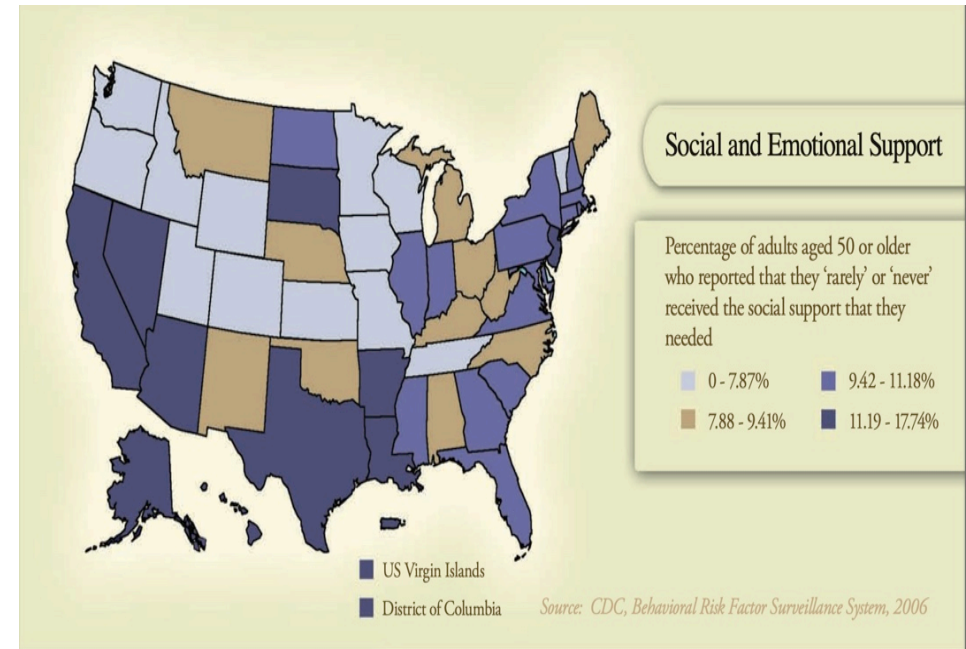 Social and Emotional Support
Percentage of adults aged 50 or older
who reported that they ‘rarely’ or ‘never’
received the social support that they
needed
0 - 7.87%
9.42 - 11.18%
7.88 - 9.41%
11.19 - 17.74%
US Virgin Islands
District of Columbia
Source: CDC, Behavioral Risk Factor Surveillance System, 2006